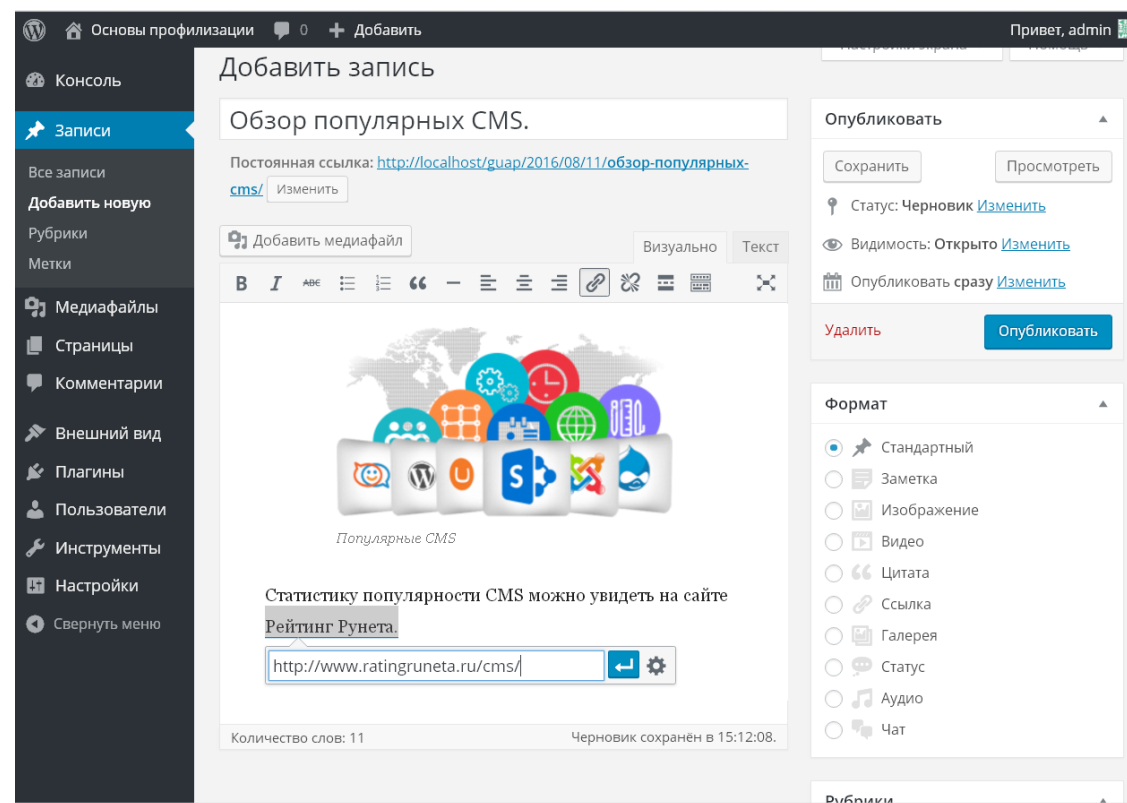 Основы профилизации 0 Добавить Привет, admin
Консоль
Записи
Все записи
Добавить новую
Рубрики
Метки
Медиафайлы
Страницы
Комментарии
Внешний вид
Плагины
Пользователи
Инструменты
Настройки
Свернуть меню
Настройки экрана Помощь
Добавить запись
Обзор популярных CMS.
Постоянная ссылка: http://localhost/guap/2016/08/11/обзор-популярных-
cms/ Изменить
Добавить медиафайл Визуально Текст
B I ABC
Популярные CMS
Статистику популярности CMS можно увидеть на сайте
Рейтинг Рунета.
http://www.ratingruneta.ru/cms/
Количество слов: 11 Черновик сохранён в 15:12:08.
Опубликовать
Сохранить Просмотреть
Статус: Черновик Изменить
Видимость: Открыто Изменить
Опубликовать сразу Изменить
Удалить Опубликовать
Формат
Стандартный
Заметка
Изображение
Видео
Цитата
Ссылка
Галерея
Статус
Аудио
Чат
Рубрики